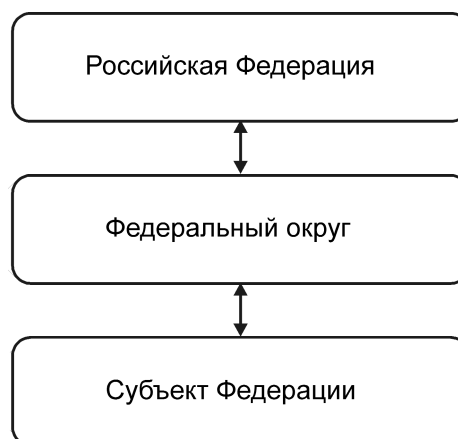 Российская Федерация
Федеральный округ
Субъект Федерации